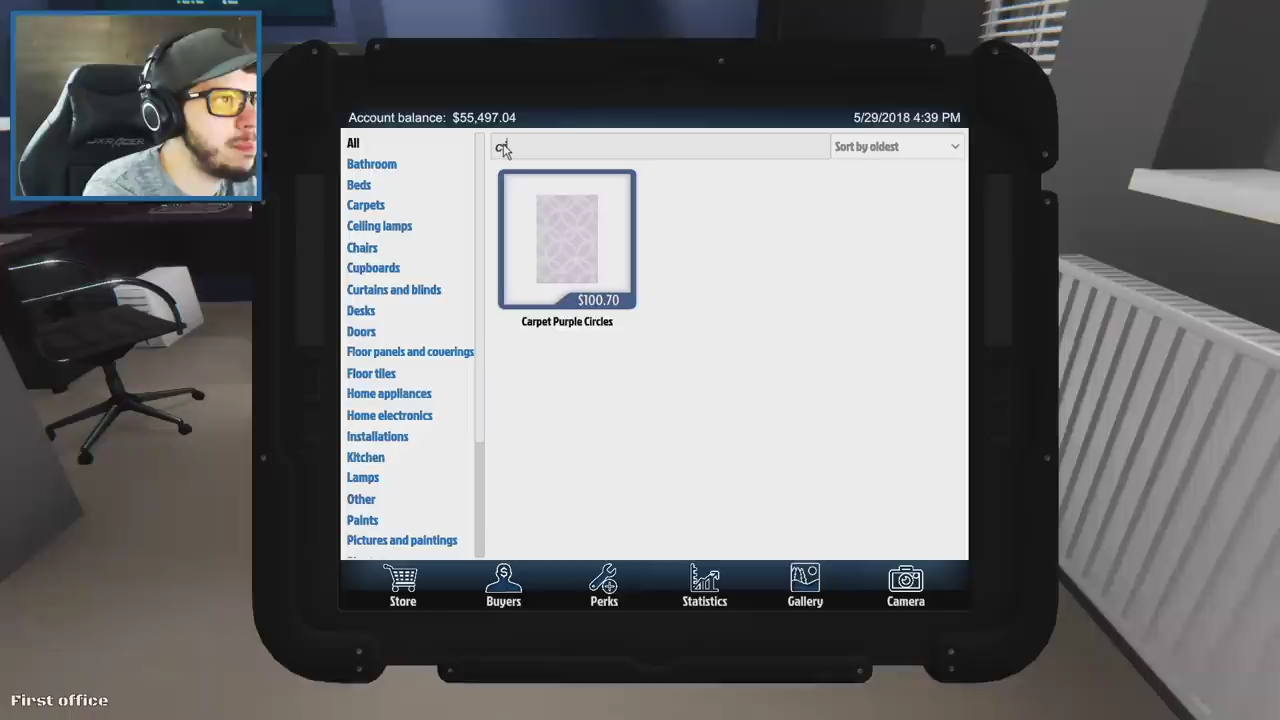 Account balance: $55,497.04
5/29/2018 4:39 PM
All
Bathroom
Beds
Carpets
Ceiling lamps
Chairs
Cupboards
Curtains and blinds
Desks
Doors
Floor panels and coverings
Floor tiles
Home appliances
Home electronics
Installations
Kitchen
Lamps
Other
Paints
Pictures and paintings
Sort by oldest
$100.70
Carpet Purple Circles
Store
Buyers
Perks
Statistics
Gallery
Camera
First office